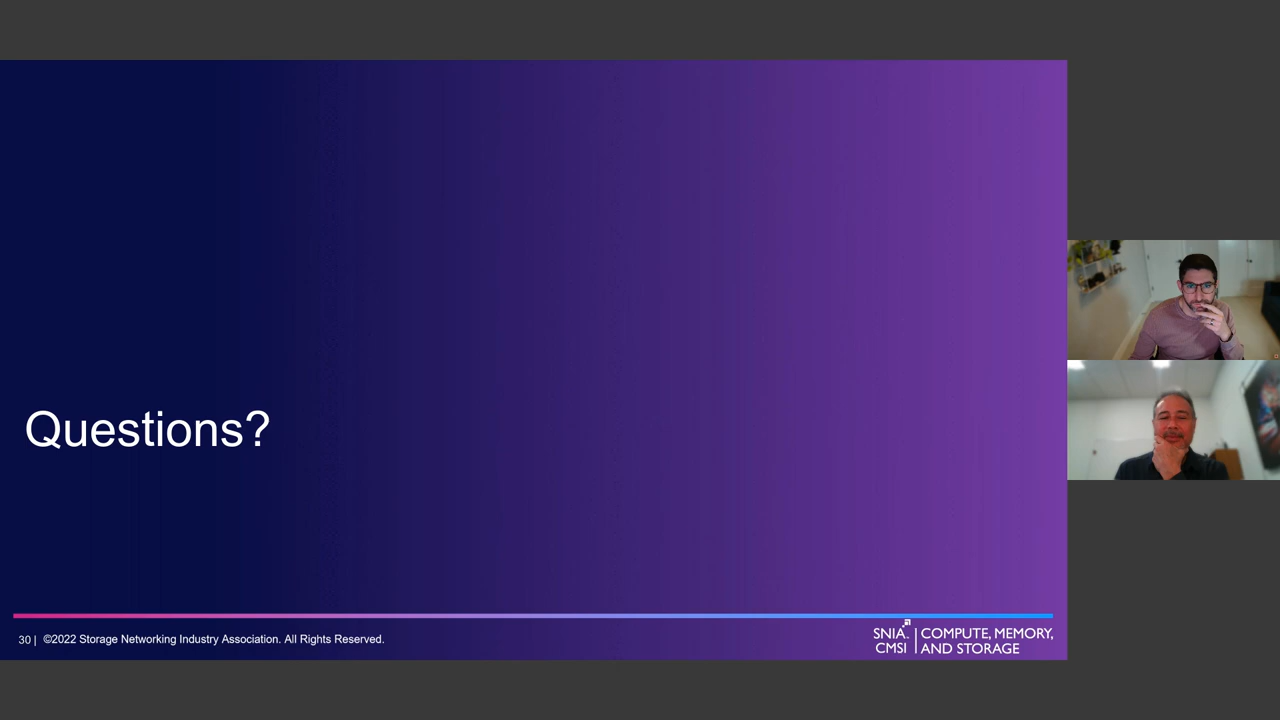 Questions?
30 | ©2022 Storage Networking Industry Association. All Rights Reserved.
SNIA. | COMPUTE, MEMORY,
CMSI | AND STORAGE